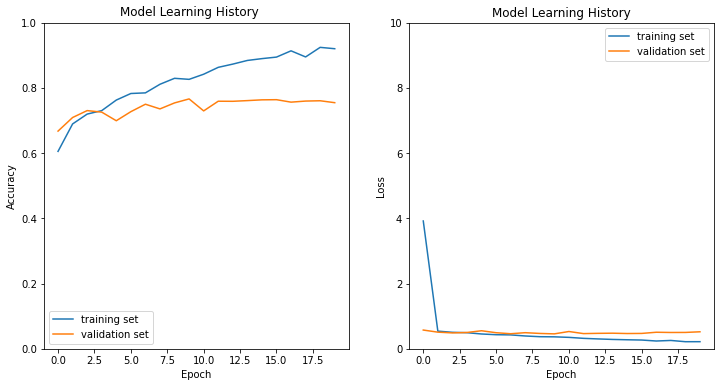 Model Learning History
1.0
0.8
0.6
0.4
0.2
0.0
Accuracy
training set
validation set
0.0 2.5 5.0 7.5 10.0 12.5 15.0 17.5
Epoch
Model Learning History
10
8
6
4
2
0
Loss
training set
validation set
0.0 2.5 5.0 7.5 10.0 12.5 15.0 17.5
Epoch